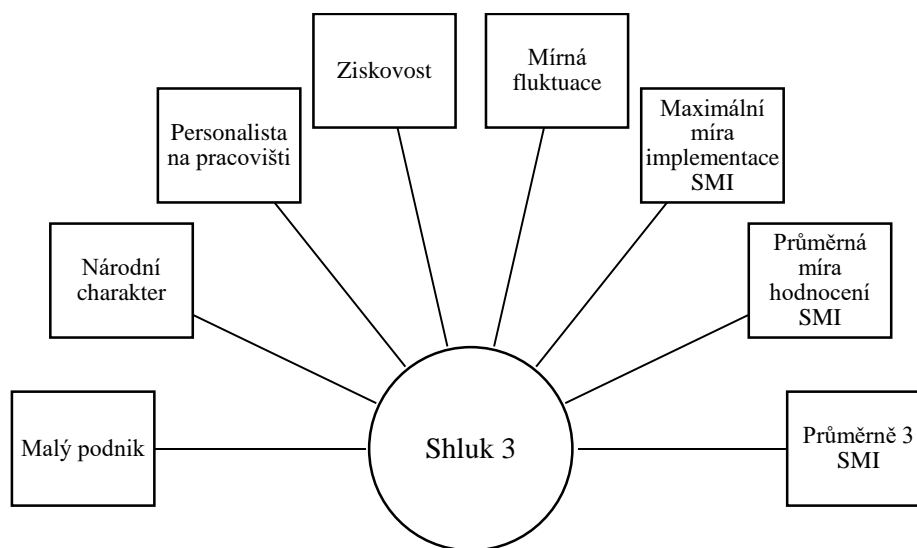 Ziskovost
Mírná
fluktuace
Personalista
na pracovišti
Maximální
míra
implementace
SMI
Národní
charakter
Průměrná
míra
hodnocení
SMI
Malý podnik
Shluk 3
Průměrně 3
SMI